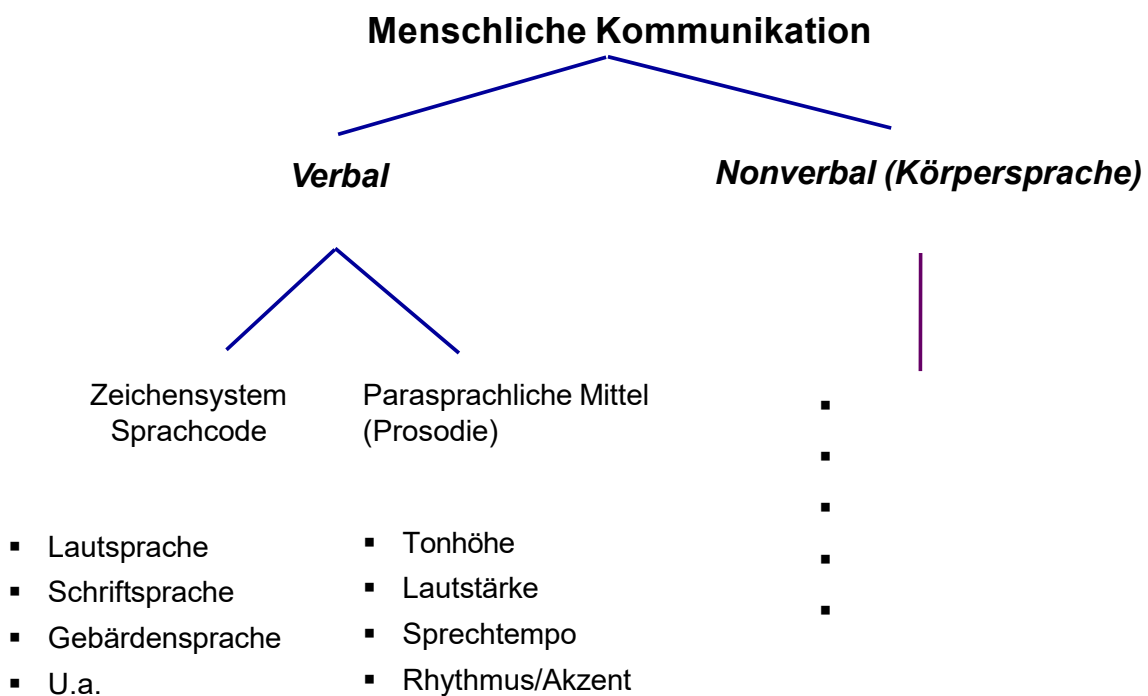 Menschliche Kommunikation
Verbal
Nonverbal (Körpersprache)
Zeichensystem
Sprachcode
Parasprachliche Mittel
(Prosodie)
▪ Lautsprache
▪ Schriftsprache
▪ Gebärdensprache
▪ U.a.
▪ Tonhöhe
▪ Lautstärke
▪ Sprechtempo
▪ Rhythmus/Akzent